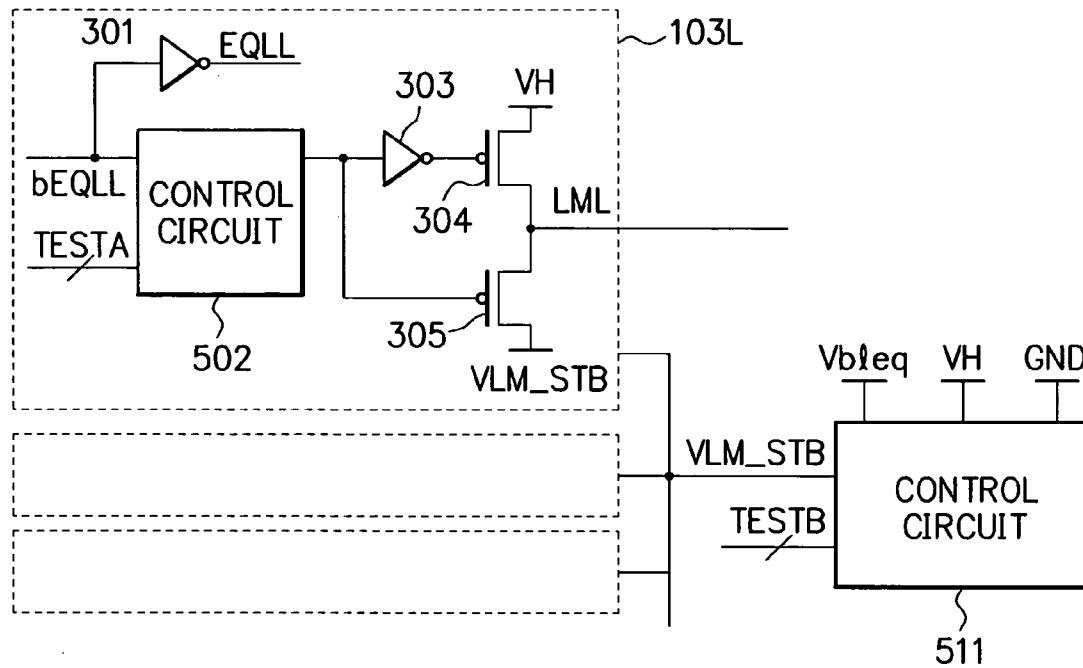 301
EQLL
103L
303
VH
bEQLL
CONTROL
CIRCUIT
304
LML
TESTA
502
305
VLM_STB
Vbleq
VH
GND
VLM_STB
CONTROL
CIRCUIT
TESTB
511